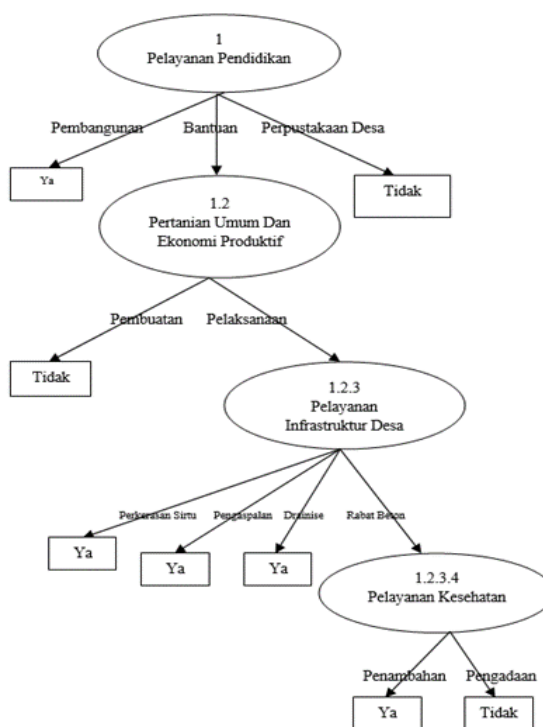 1
Pelayanan Pendidikan
Pembangunan Bantuan Perpustakaan Desa
Ya
Tidak
1.2
Pertanian Umum Dan
Ekonomi Produktif
Pembuatan Pelaksanaan
Tidak
1.2.3
Pelayanan
Infrastruktur Desa
Perkerasan Sirtu Pengaspalan Drainise Rabat Beton
Ya Ya Ya
1.2.3.4
Pelayanan Kesehatan
Penambahan Pengadaan
Ya Tidak